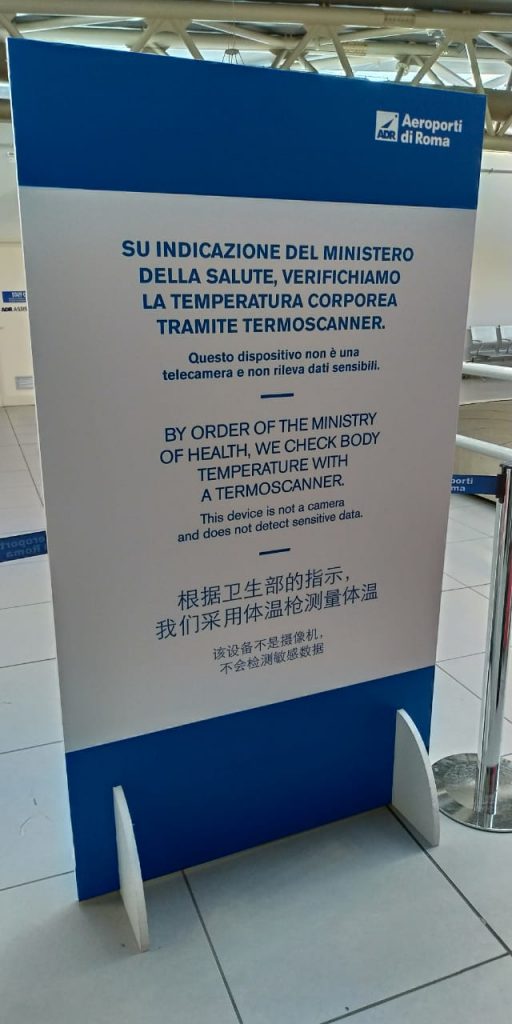 ADR Aeroporti
di Roma
SU INDICAZIONE DEL MINISTERO
DELLA SALUTE, VERIFICHIAMO
LA TEMPERATURA CORPOREA
TRAMITE TERMOSCANNER.
Questo dispositivo non è una
telecamera e non rileva dati sensibili.
BY ORDER OF THE MINISTRY
OF HEALTH, WE CHECK BODY
TEMPERATURE WITH
A TERMOSCANNER.
This device is not a camera
and does not detect sensitive data.
根据卫生部的指示，
我们采用体温枪测量体温
该设备不是摄像机，
不会检测敏感数据